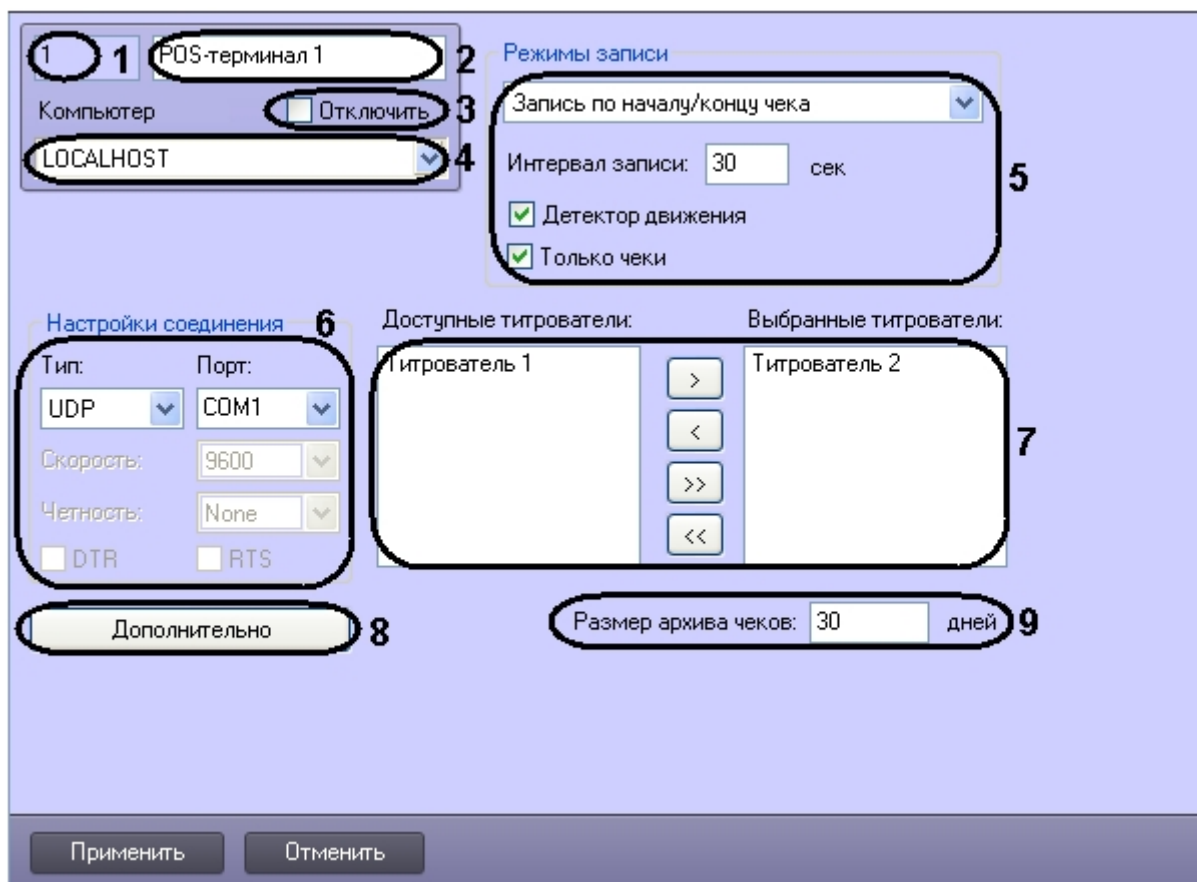 1 1 POS-терминал 1 2
Компьютер Отключить 3
LOCALHOST 4
Режимы записи
Запись по началу/концу чека
Интервал записи: 30 сек
5
Детектор движения
Только чеки
Настройки соединения 6
Тип: Порт:
UDP COM1
Скорость: 9600
Четность: None
DTR RTS
Доступные титрователи: Выбранные титрователи:
Титрователь 1 > Титрователь 2
<
7
>>
<<
Дополнительно 8
Размер архива чеков: 30 дней 9
Применить Отменить